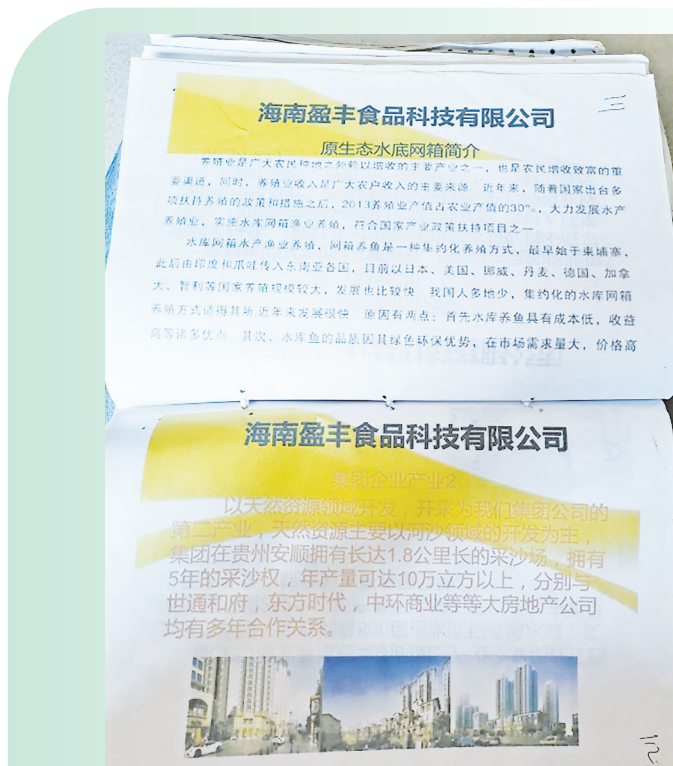 三
海南盈丰食品科技有限公司
原生态水底网箱简介
养殖业是广大农民种地之外赖以增收的主要产业之一，也是农民增收致富的重
要渠道，同时，养殖业收入是广大农户收入的主要来源 近年来，随着国家出台多
项扶持养殖的政策和措施之后，2013养殖业产值占农业产值的30%，大力发展水产
养殖业，实施水库网箱渔业养殖，符合国家产业政策扶持项目之一
水库网箱水产渔业养殖，网箱养鱼是一种集约化养殖方式，最早始于柬埔寨，
此后由印度和爪哇传入东南亚各国，目前以日本、美国、挪威、丹麦、德国、加拿
大、智利等国家养殖规模较大，发展也比较快 我国人多地少，集约化的水库网箱
养殖方式适得其所近年来发展很快 原因有两点：首先水库养鱼具有成本低，收益
高等诸多优点 其次，水库鱼的品质因其绿色环保优势，在市场需求量大，价格高
海南盈丰食品科技有限公司
集团企业产业2
以天然资源领域开发，开采为我们集团公司的
第二产业，天然资源主要以河沙领域的开发为主，
集团在贵州安顺拥有长达1.8公里长的采沙场，拥有
5年的采沙权，年产量可达10万立方以上，分别与
世通和府，东方时代，中环商业等等大房地产公司
均有多年合作关系。